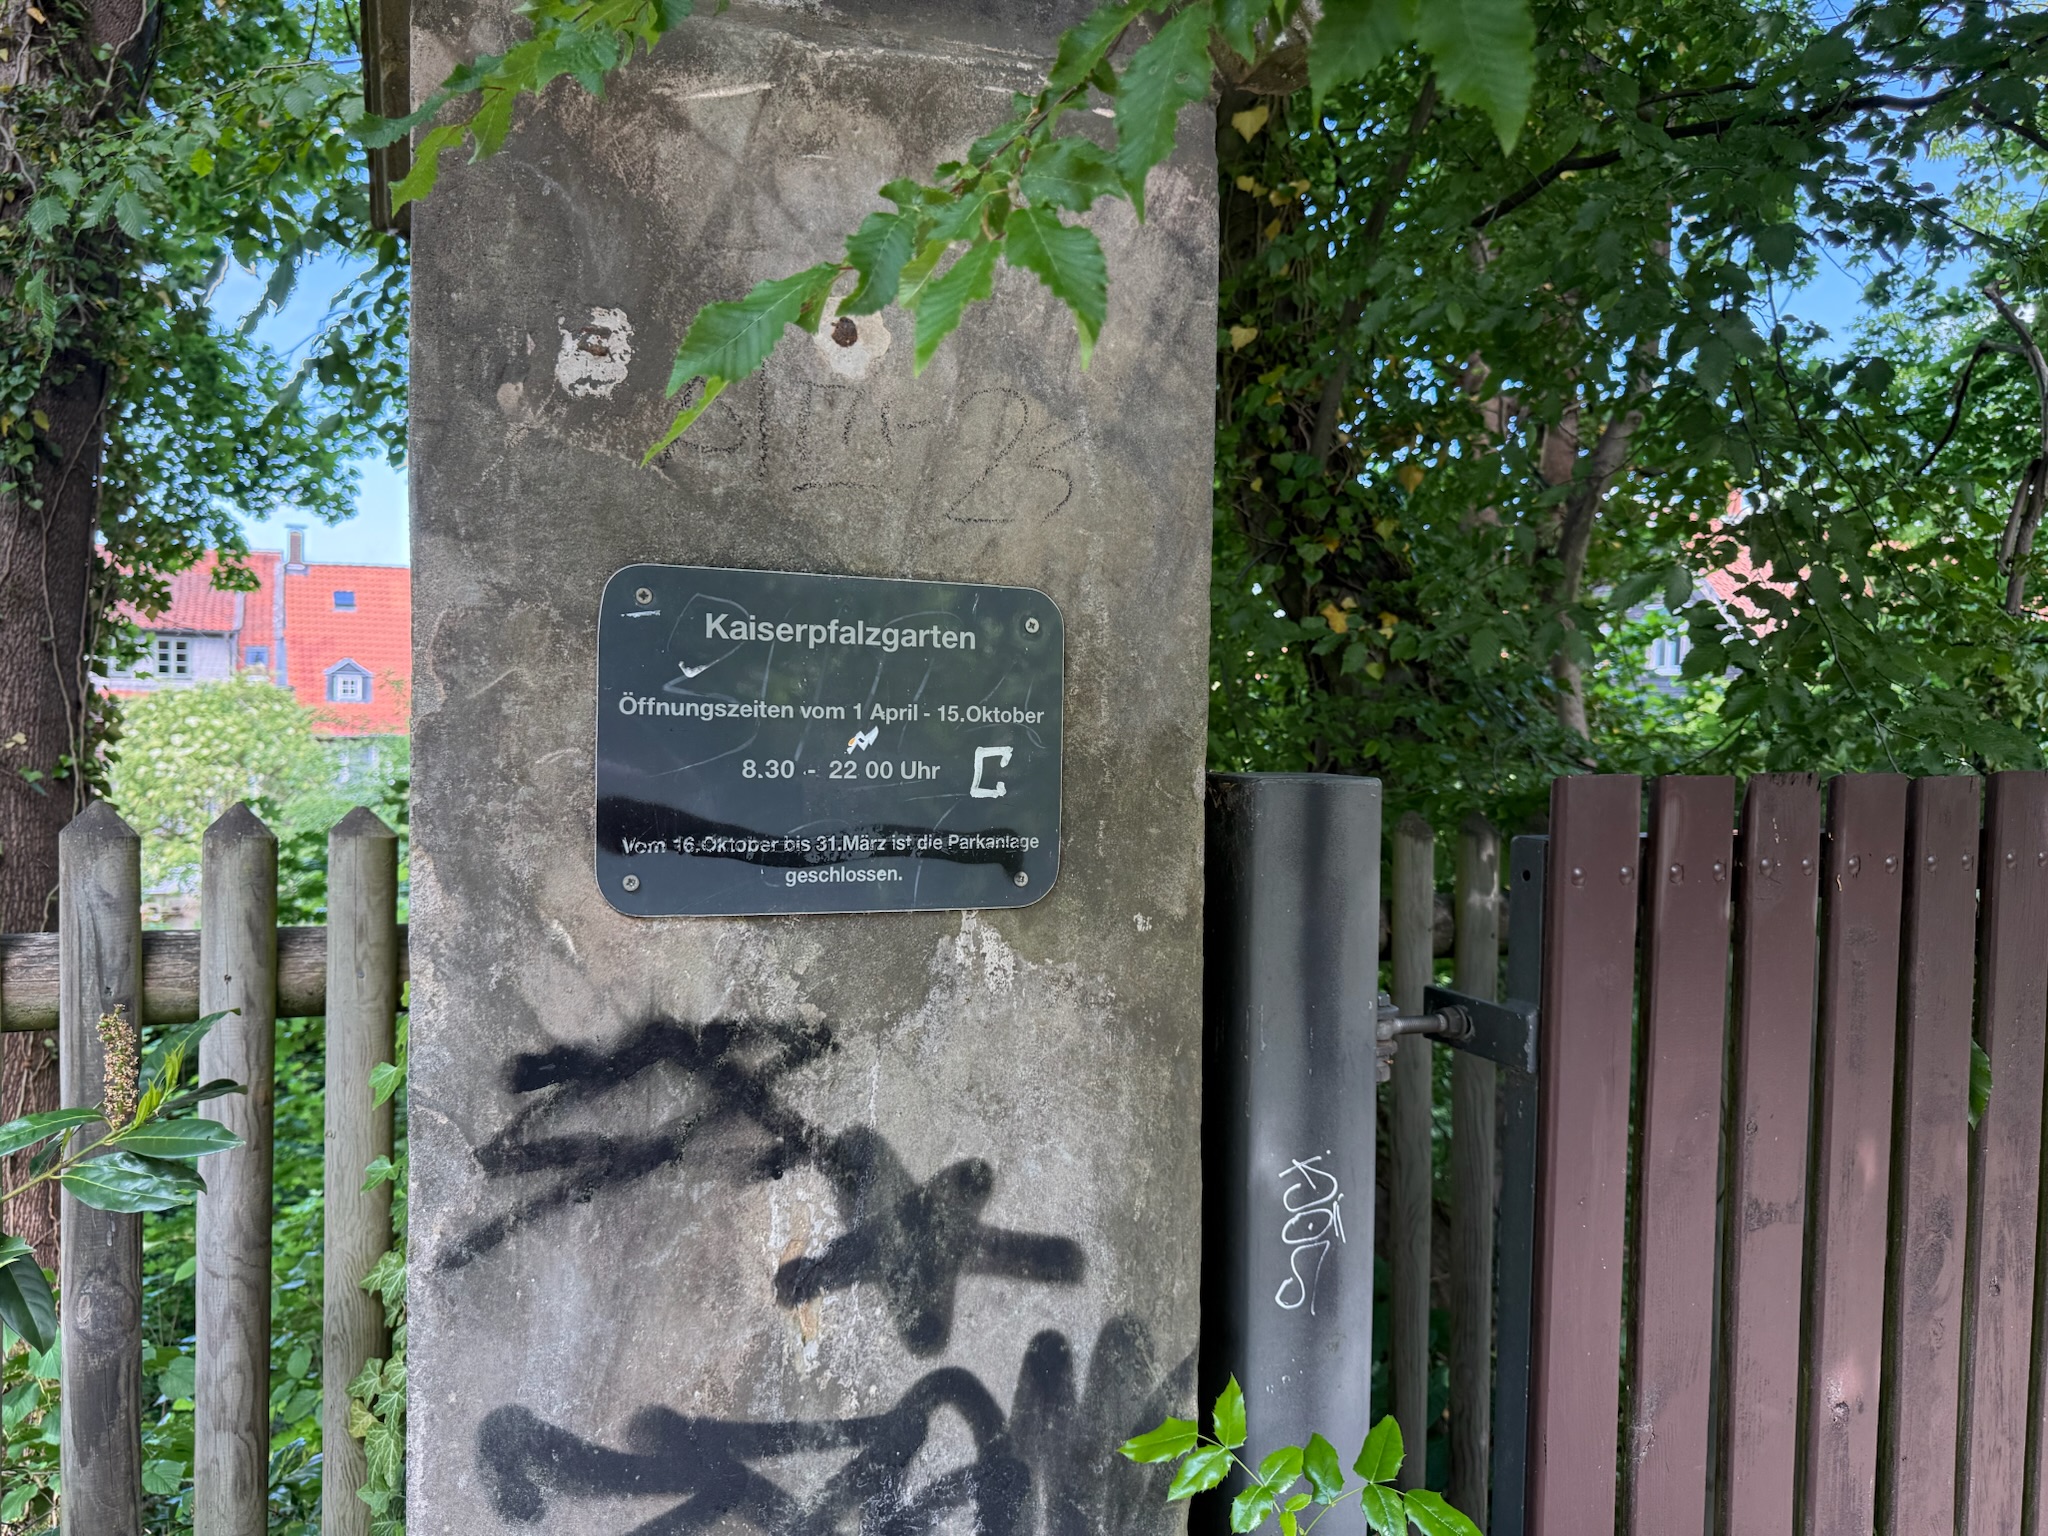 Kaiserpfalzgarten
Öffnungszeiten vom 1 April - 15.Oktober
8.30 - 22 00 Uhr
Vom 16.Oktober bis 31.März ist die Parkanlage
geschlossen.